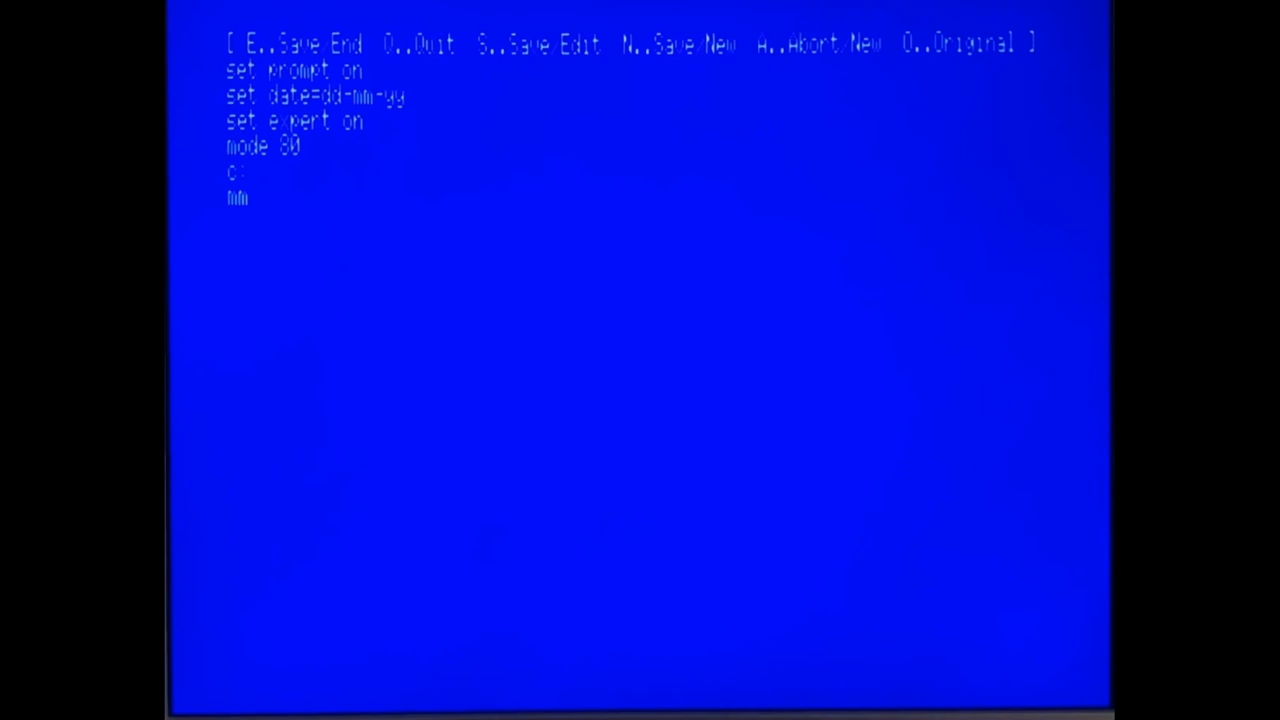 [ E..Save/End  Q..Quit  S..Save/Edit  N..Save/New  A..Abort/New  O..Original ]
set prompt on
set date=dd-mm-yy
set expert on
mode 80
c:
mm